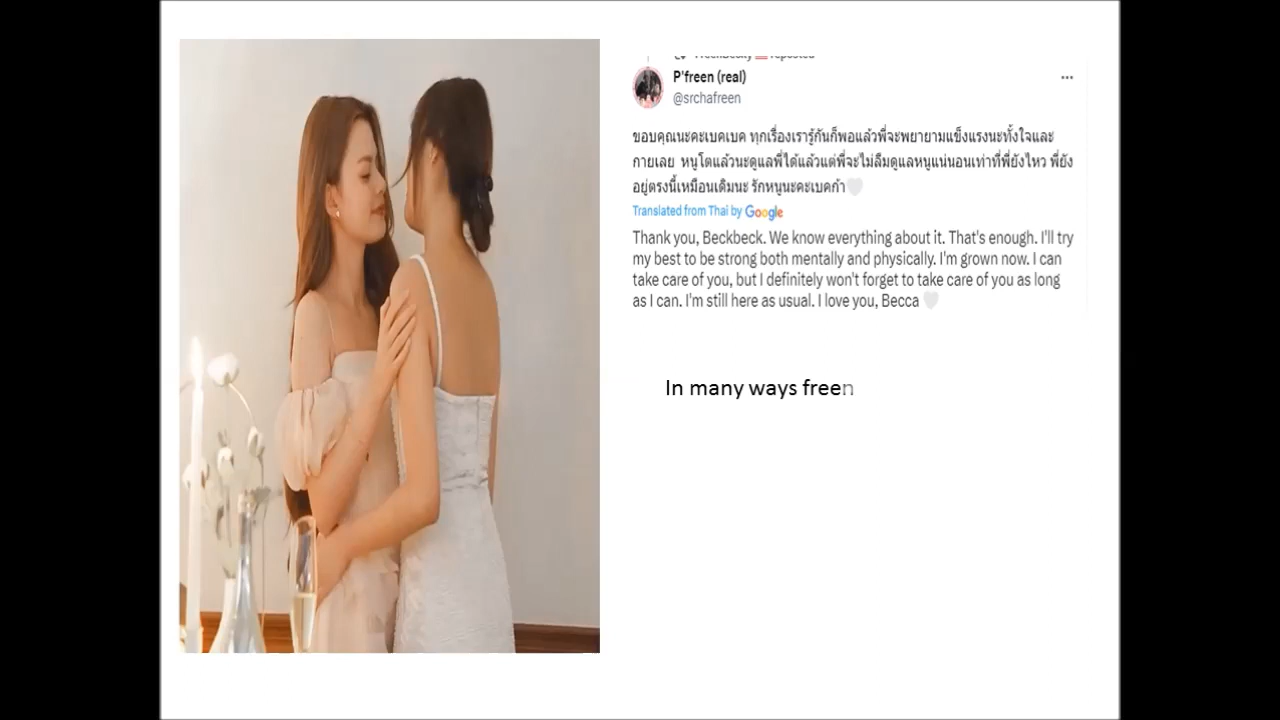 P'freen (real)
@srchafreen
ขอบคุณนะคะเบคเบค ทุกเรื่องเรารู้กันก็พอแล้วพี่จะพยายามแข็งแรงนะทั้งใจและ
กายเลย หนูโตแล้วนะดูแลพี่ได้แล้วแต่พี่จะไม่ลืมดูแลหนูแน่นอนเท่าที่พี่ยังไหว พี่ยัง
อยู่ตรงนี้เหมือนเดิมนะ รักหนูนะคะเบคก้า
Translated from Thai by Google
Thank you, Beckbeck. We know everything about it. That's enough. I'll try
my best to be strong both mentally and physically. I'm grown now. I can
take care of you, but I definitely won't forget to take care of you as long
as I can. I'm still here as usual. I love you, Becca
In many ways freen